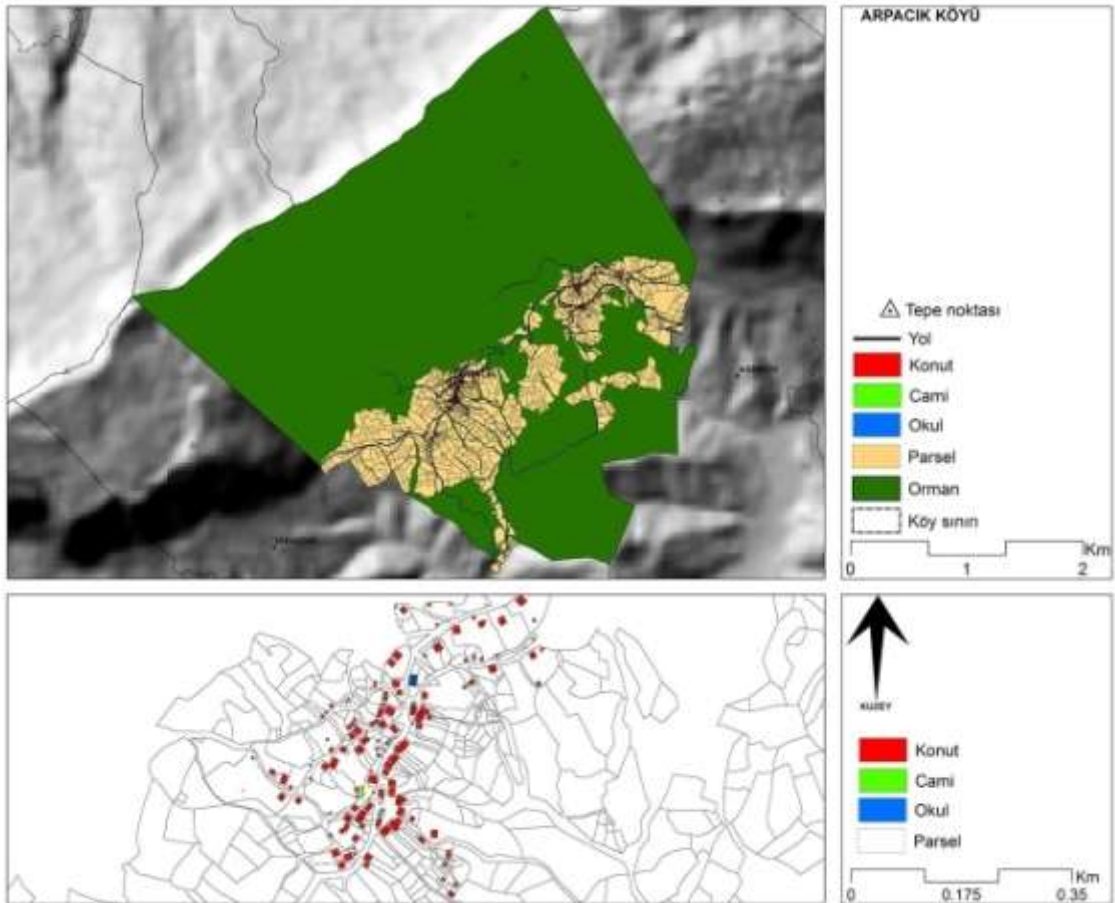 ARPACIK KÖYÜ
Tepe noktası
Yol
Konut
Cami
Okul
Parsel
Orman
Köy sınırı
Km
0 1 2
KUZEY
Konut
Cami
Okul
Parsel
Km
0 0.175 0.35